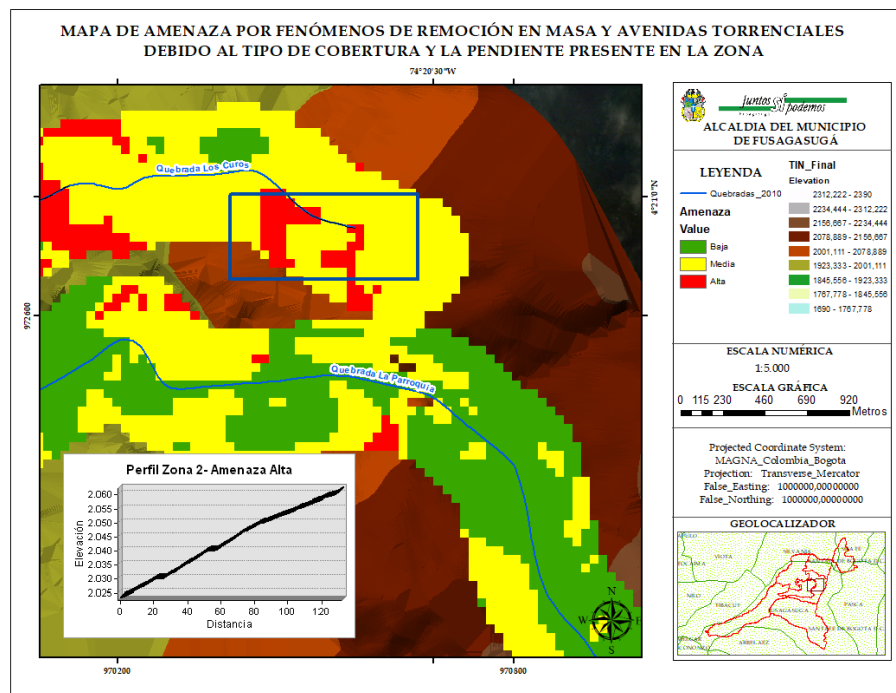 MAPA DE AMENAZA POR FENÓMENOS DE REMOCIÓN EN MASA Y AVENIDAS TORRENCIALES
DEBIDO AL TIPO DE COBERTURA Y LA PENDIENTE PRESENTE EN LA ZONA
74°20'30"W
4°21'0"N
972600
970200
970800
Quebrada Los Curos
Quebrada La Parroquia
Perfil Zona 2- Amenaza Alta
Elevación
2.060
2.055
2.050
2.045
2.040
2.035
2.030
2.025
0 20 40 60 80 100 120
Distancia
N
W E
S
juntos Sí podemos
ALCALDIA DEL MUNICIPIO
DE FUSAGASUGÁ
LEYENDA
Quebradas_2010
Amenaza
Value
Baja
Media
Alta
TIN_Final
Elevation
2312,222 - 2390
2234,444 - 2312,222
2156,667 - 2234,444
2078,889 - 2156,667
2001,111 - 2078,889
1923,333 - 2001,111
1845,556 - 1923,333
1767,778 - 1845,556
1690 - 1767,778
ESCALA NUMÉRICA
1:5.000
ESCALA GRÁFICA
0 115 230 460 690 920
Metros
Projected Coordinate System:
MAGNA_Colombia_Bogota
Projection: Transverse_Mercator
False_Easting: 1000000,00000000
False_Northing: 1000000,00000000
GEOLOCALIZADOR
VIOTA
NILO
PASCA